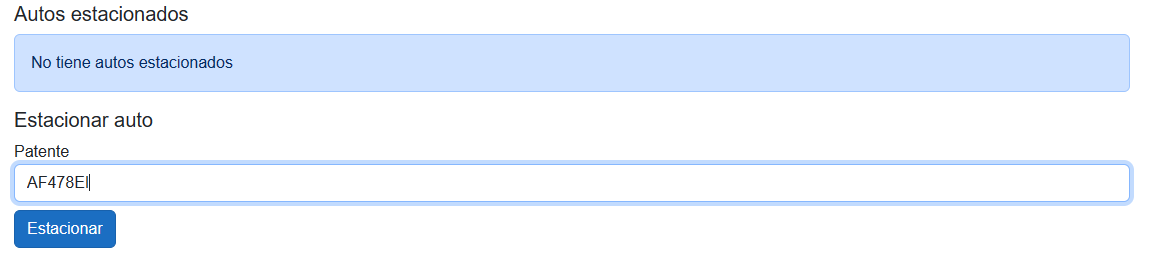 Autos estacionados
No tiene autos estacionados
Estacionar auto
Patente
AF478EI
Estacionar